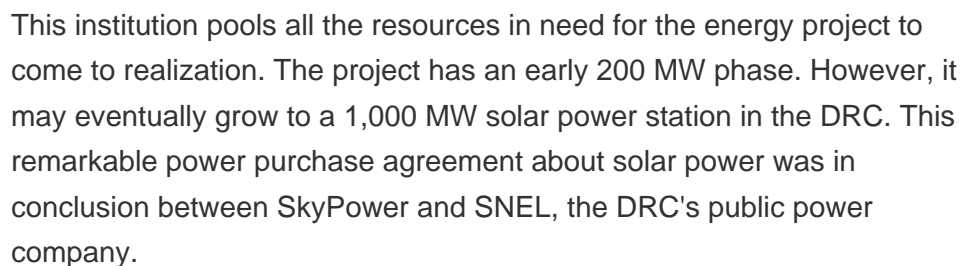 This institution pools all the resources in need for the energy project to
come to realization. The project has an early 200 MW phase. However, it
may eventually grow to a 1,000 MW solar power station in the DRC. This
remarkable power purchase agreement about solar power was in
conclusion between SkyPower and SNEL, the DRC's public power
company.